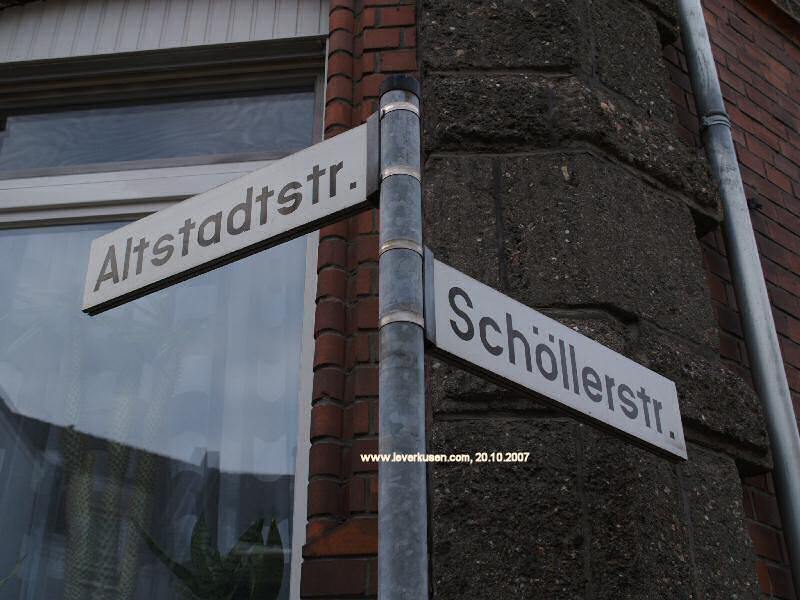 Altstadtstr.
Schöllerstr.
www.leverkusen.com, 20.10.2007